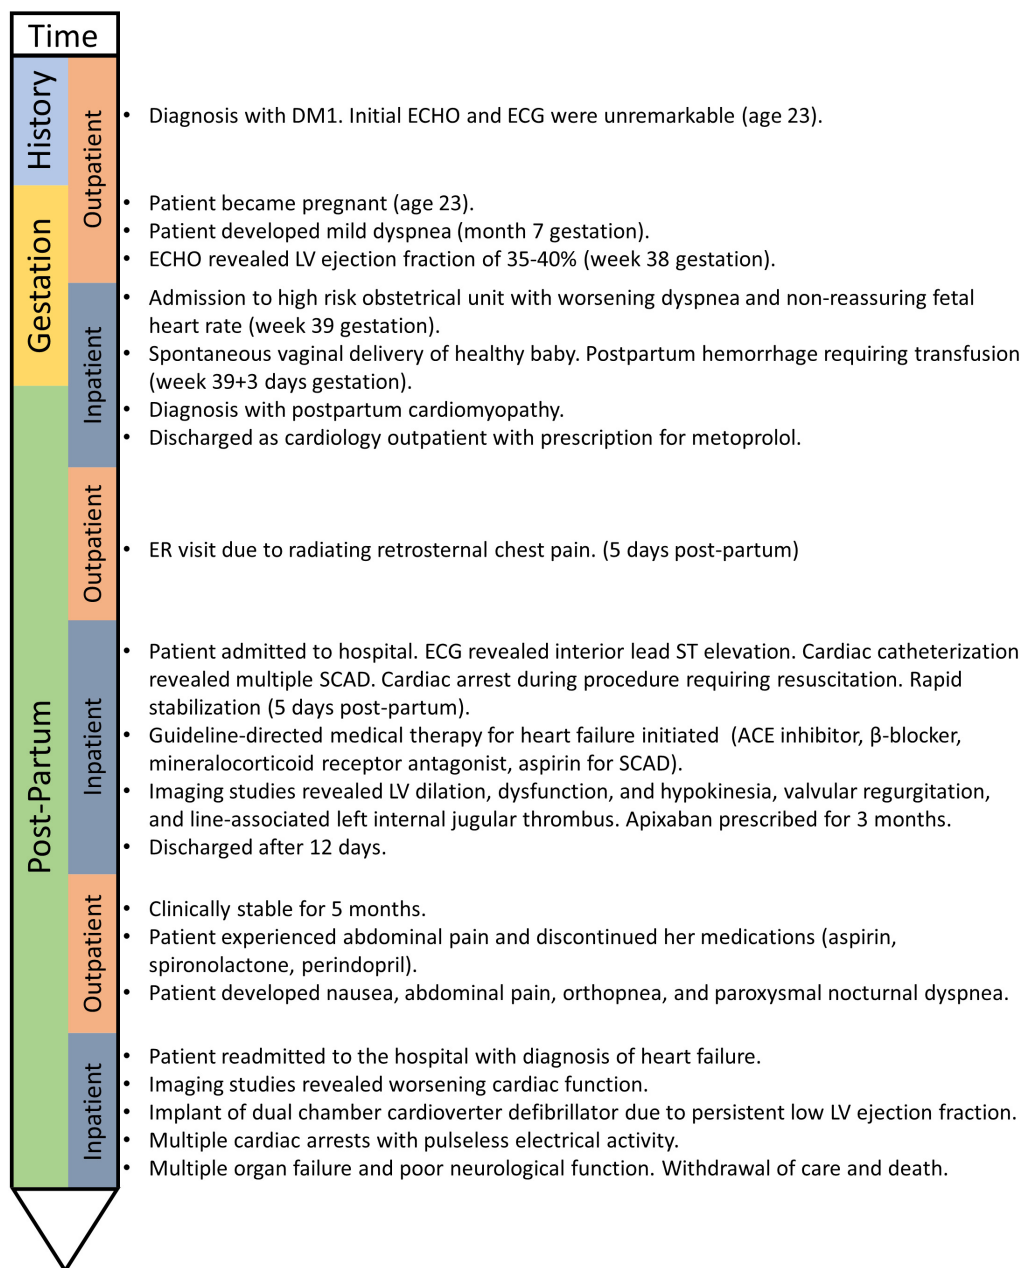 Time
History
Outpatient
• Diagnosis with DM1. Initial ECHO and ECG were unremarkable (age 23).
Gestation
• Patient became pregnant (age 23).
• Patient developed mild dyspnea (month 7 gestation).
• ECHO revealed LV ejection fraction of 35-40% (week 38 gestation).
Inpatient
• Admission to high risk obstetrical unit with worsening dyspnea and non-reassuring fetal
heart rate (week 39 gestation).
• Spontaneous vaginal delivery of healthy baby. Postpartum hemorrhage requiring transfusion
(week 39+3 days gestation).
• Diagnosis with postpartum cardiomyopathy.
• Discharged as cardiology outpatient with prescription for metoprolol.
Post-Partum
Outpatient
• ER visit due to radiating retrosternal chest pain. (5 days post-partum)
Inpatient
• Patient admitted to hospital. ECG revealed interior lead ST elevation. Cardiac catheterization
revealed multiple SCAD. Cardiac arrest during procedure requiring resuscitation. Rapid
stabilization (5 days post-partum).
• Guideline-directed medical therapy for heart failure initiated (ACE inhibitor, β-blocker,
mineralocorticoid receptor antagonist, aspirin for SCAD).
• Imaging studies revealed LV dilation, dysfunction, and hypokinesia, valvular regurgitation,
and line-associated left internal jugular thrombus. Apixaban prescribed for 3 months.
• Discharged after 12 days.
Outpatient
• Clinically stable for 5 months.
• Patient experienced abdominal pain and discontinued her medications (aspirin,
spironolactone, perindopril).
• Patient developed nausea, abdominal pain, orthopnea, and paroxysmal nocturnal dyspnea.
Inpatient
• Patient readmitted to the hospital with diagnosis of heart failure.
• Imaging studies revealed worsening cardiac function.
• Implant of dual chamber cardioverter defibrillator due to persistent low LV ejection fraction.
• Multiple cardiac arrests with pulseless electrical activity.
• Multiple organ failure and poor neurological function. Withdrawal of care and death.